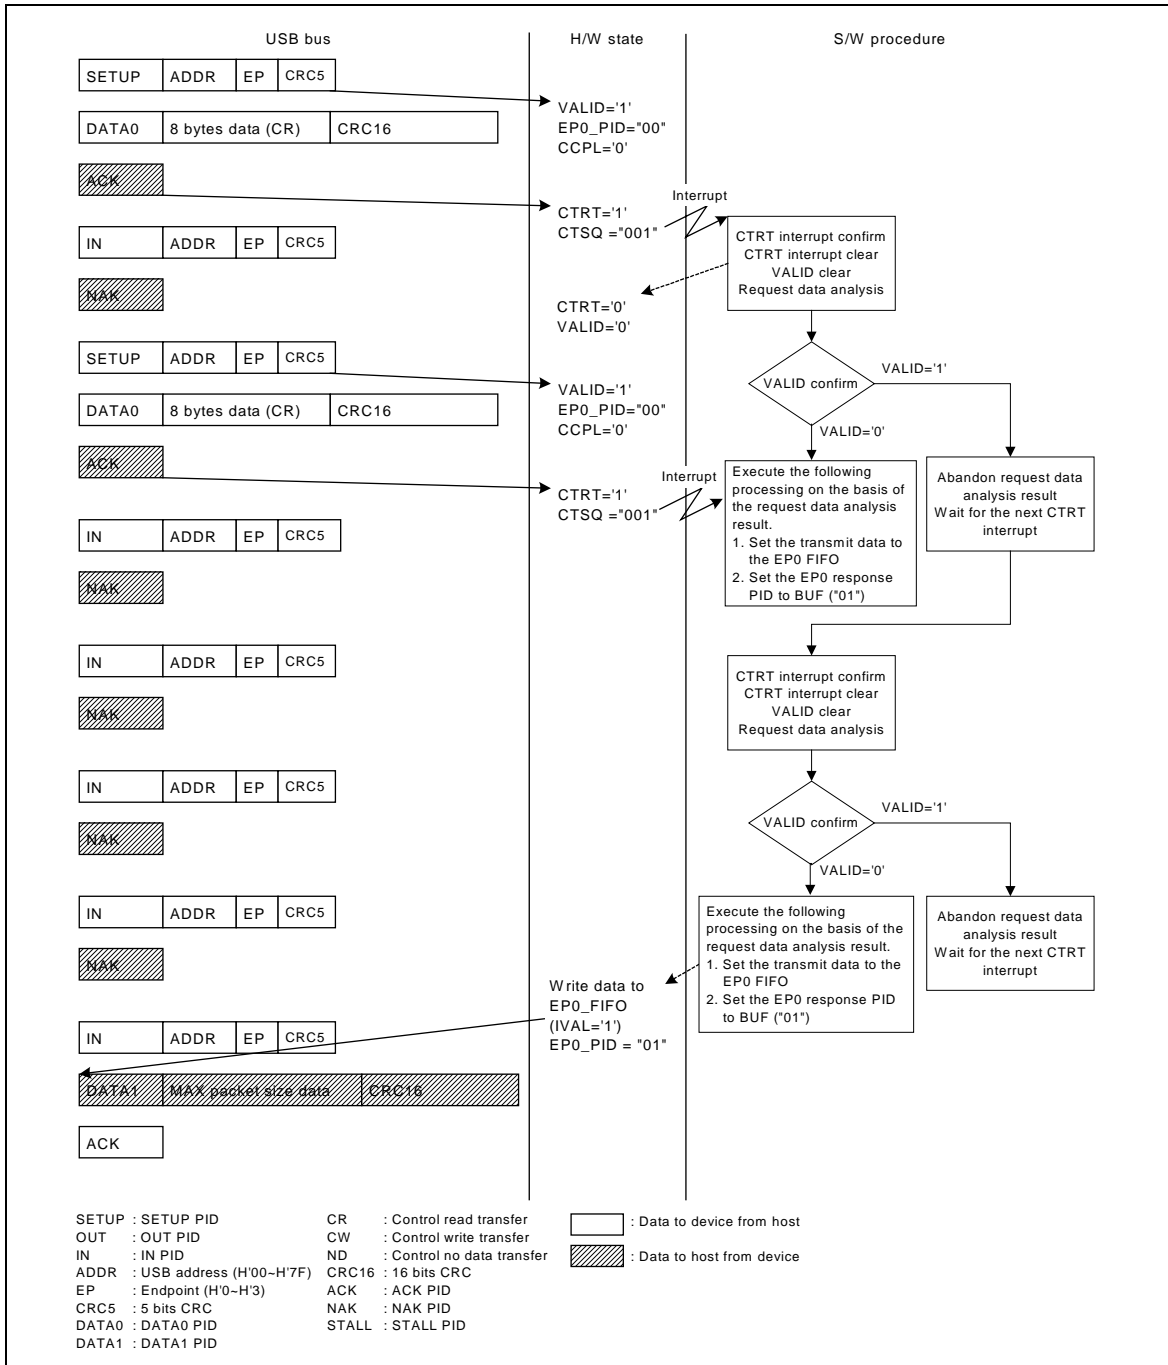 USB bus
H/W state
S/W procedure
SETUP ADDR EP CRC5
DATA0 8 bytes data (CR) CRC16
VALID='1'
EP0_PID="00"
CCPL='0'
ACK
CTRT='1'
CTSQ ="001"
Interrupt
IN ADDR EP CRC5
NAK
CTRT interrupt confirm
CTRT interrupt clear
VALID clear
Request data analysis
CTRT='0'
VALID='0'
SETUP ADDR EP CRC5
DATA0 8 bytes data (CR) CRC16
VALID='1'
EP0_PID="00"
CCPL='0'
VALID confirm
VALID='1'
VALID='0'
ACK
CTRT='1'
CTSQ ="001"
Interrupt
Execute the following
processing on the basis of
the request data analysis
result.
1. Set the transmit data to
the EP0 FIFO
2. Set the EP0 response
PID to BUF ("01")
Abandon request data
analysis result
Wait for the next CTRT
interrupt
IN ADDR EP CRC5
NAK
IN ADDR EP CRC5
NAK
CTRT interrupt confirm
CTRT interrupt clear
VALID clear
Request data analysis
IN ADDR EP CRC5
NAK
VALID confirm
VALID='1'
VALID='0'
IN ADDR EP CRC5
NAK
Execute the following
processing on the basis of the
request data analysis result.
1. Set the transmit data to the
EP0 FIFO
2. Set the EP0 response PID
to BUF ("01")
Abandon request data
analysis result
Wait for the next CTRT
interrupt
Write data to
EP0_FIFO
(IVAL='1')
EP0_PID = "01"
IN ADDR EP CRC5
DATA1 MAX packet size data CRC16
ACK
SETUP : SETUP PID
OUT : OUT PID
IN : IN PID
ADDR : USB address (H'00~H'7F)
EP : Endpoint (H'0~H'3)
CRC5 : 5 bits CRC
DATA0 : DATA0 PID
DATA1 : DATA1 PID
CR : Control read transfer
CW : Control write transfer
ND : Control no data transfer
CRC16 : 16 bits CRC
ACK : ACK PID
NAK : NAK PID
STALL : STALL PID
: Data to device from host
: Data to host from device